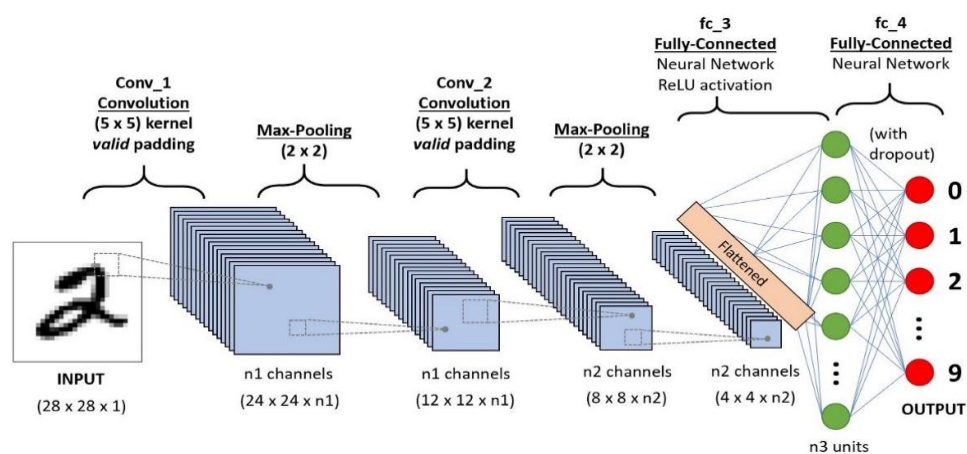 fc_3
Fully-Connected
Neural Network
ReLU activation
fc_4
Fully-Connected
Neural Network
Conv_1
Convolution
(5 x 5) kernel
valid padding
Max-Pooling
(2 x 2)
Conv_2
Convolution
(5 x 5) kernel
valid padding
Max-Pooling
(2 x 2)
(with
dropout)
Flattened
0
1
2
9
INPUT
(28 x 28 x 1)
n1 channels
(24 x 24 x n1)
n1 channels
(12 x 12 x n1)
n2 channels
(8 x 8 x n2)
n2 channels
(4 x 4 x n2)
OUTPUT
n3 units